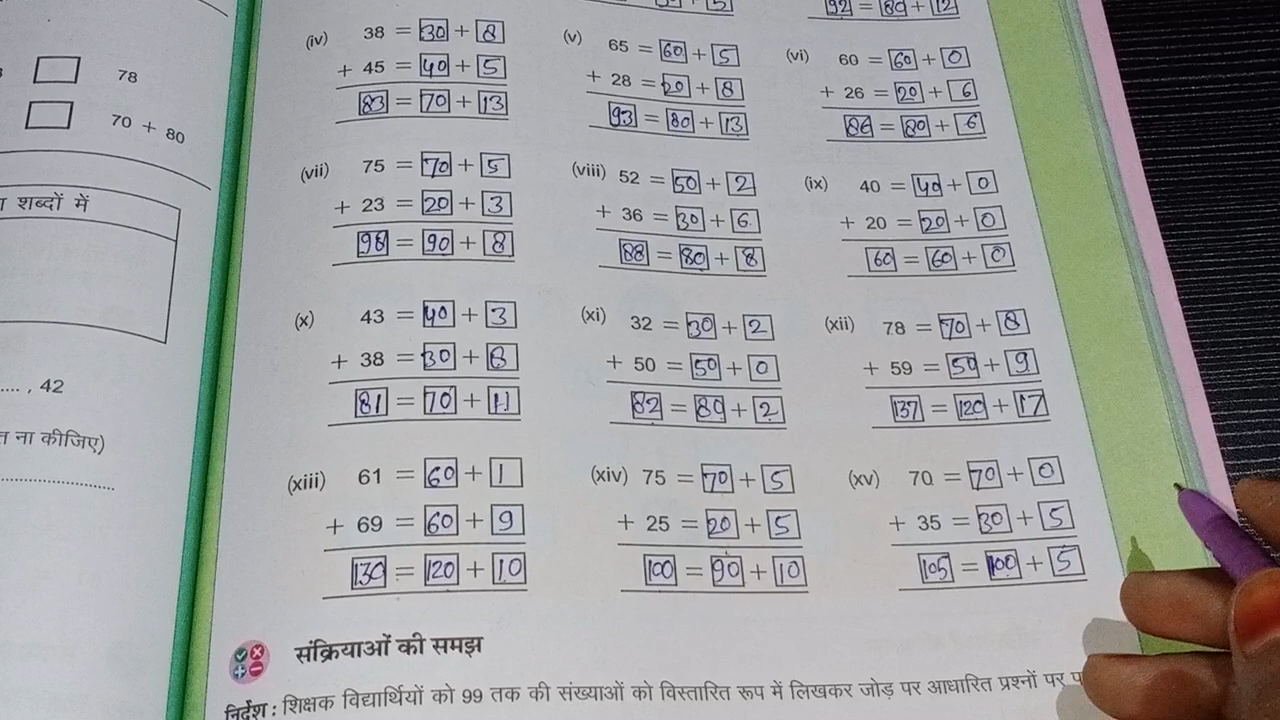 92 = 80 + 12
(iv) 38 = 30 + 8
+ 45 = 40 + 5
83 = 70 + 13
(v) 65 = 60 + 5
+ 28 = 20 + 8
93 = 80 + 13
(vi) 60 = 60 + 0
+ 26 = 20 + 6
86 = 80 + 6
78
70 + 80
शब्दों में
(vii) 75 = 70 + 5
+ 23 = 20 + 3
98 = 90 + 8
(viii) 52 = 50 + 2
+ 36 = 30 + 6
88 = 80 + 8
(ix) 40 = 40 + 0
+ 20 = 20 + 0
60 = 60 + 0
(x) 43 = 40 + 3
+ 38 = 30 + 8
81 = 70 + 11
(xi) 32 = 30 + 2
+ 50 = 50 + 0
82 = 80 + 2
(xii) 78 = 70 + 8
+ 59 = 50 + 9
137 = 120 + 17
.... , 42
ना कीजिए)
(xiii) 61 = 60 + 1
+ 69 = 60 + 9
130 = 120 + 10
(xiv) 75 = 70 + 5
+ 25 = 20 + 5
100 = 90 + 10
(xv) 70 = 70 + 0
+ 35 = 30 + 5
105 = 100 + 5
संक्रियाओं की समझ
निर्देश : शिक्षक विद्यार्थियों को 99 तक की संख्याओं को विस्तारित रूप में लिखकर जोड़ पर आधारित प्रश्नों पर